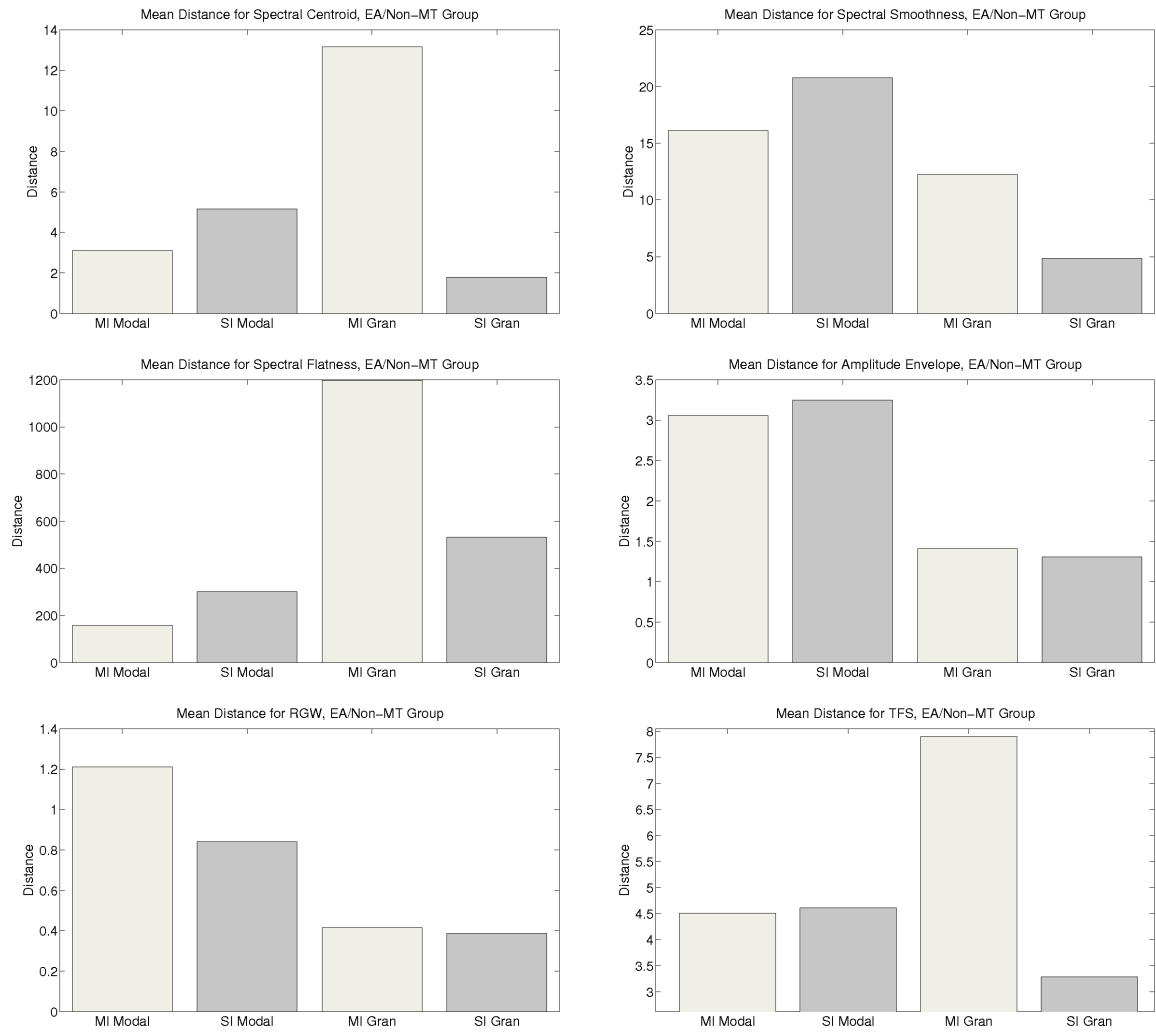 Mean Distance for Spectral Centroid, EA/Non−MT Group
14
12
10
8
6
4
2
0
Distance
MI Modal SI Modal MI Gran SI Gran
Mean Distance for Spectral Smoothness, EA/Non−MT Group
25
20
15
10
5
0
Distance
MI Modal SI Modal MI Gran SI Gran
Mean Distance for Spectral Flatness, EA/Non−MT Group
1200
1000
800
600
400
200
0
Distance
MI Modal SI Modal MI Gran SI Gran
Mean Distance for Amplitude Envelope, EA/Non−MT Group
3.5
3
2.5
2
1.5
1
0.5
0
Distance
MI Modal SI Modal MI Gran SI Gran
Mean Distance for RGW, EA/Non−MT Group
1.4
1.2
1
0.8
0.6
0.4
0.2
0
Distance
MI Modal SI Modal MI Gran SI Gran
Mean Distance for TFS, EA/Non−MT Group
8
7.5
7
6.5
6
5.5
5
4.5
4
3.5
3
Distance
MI Modal SI Modal MI Gran SI Gran